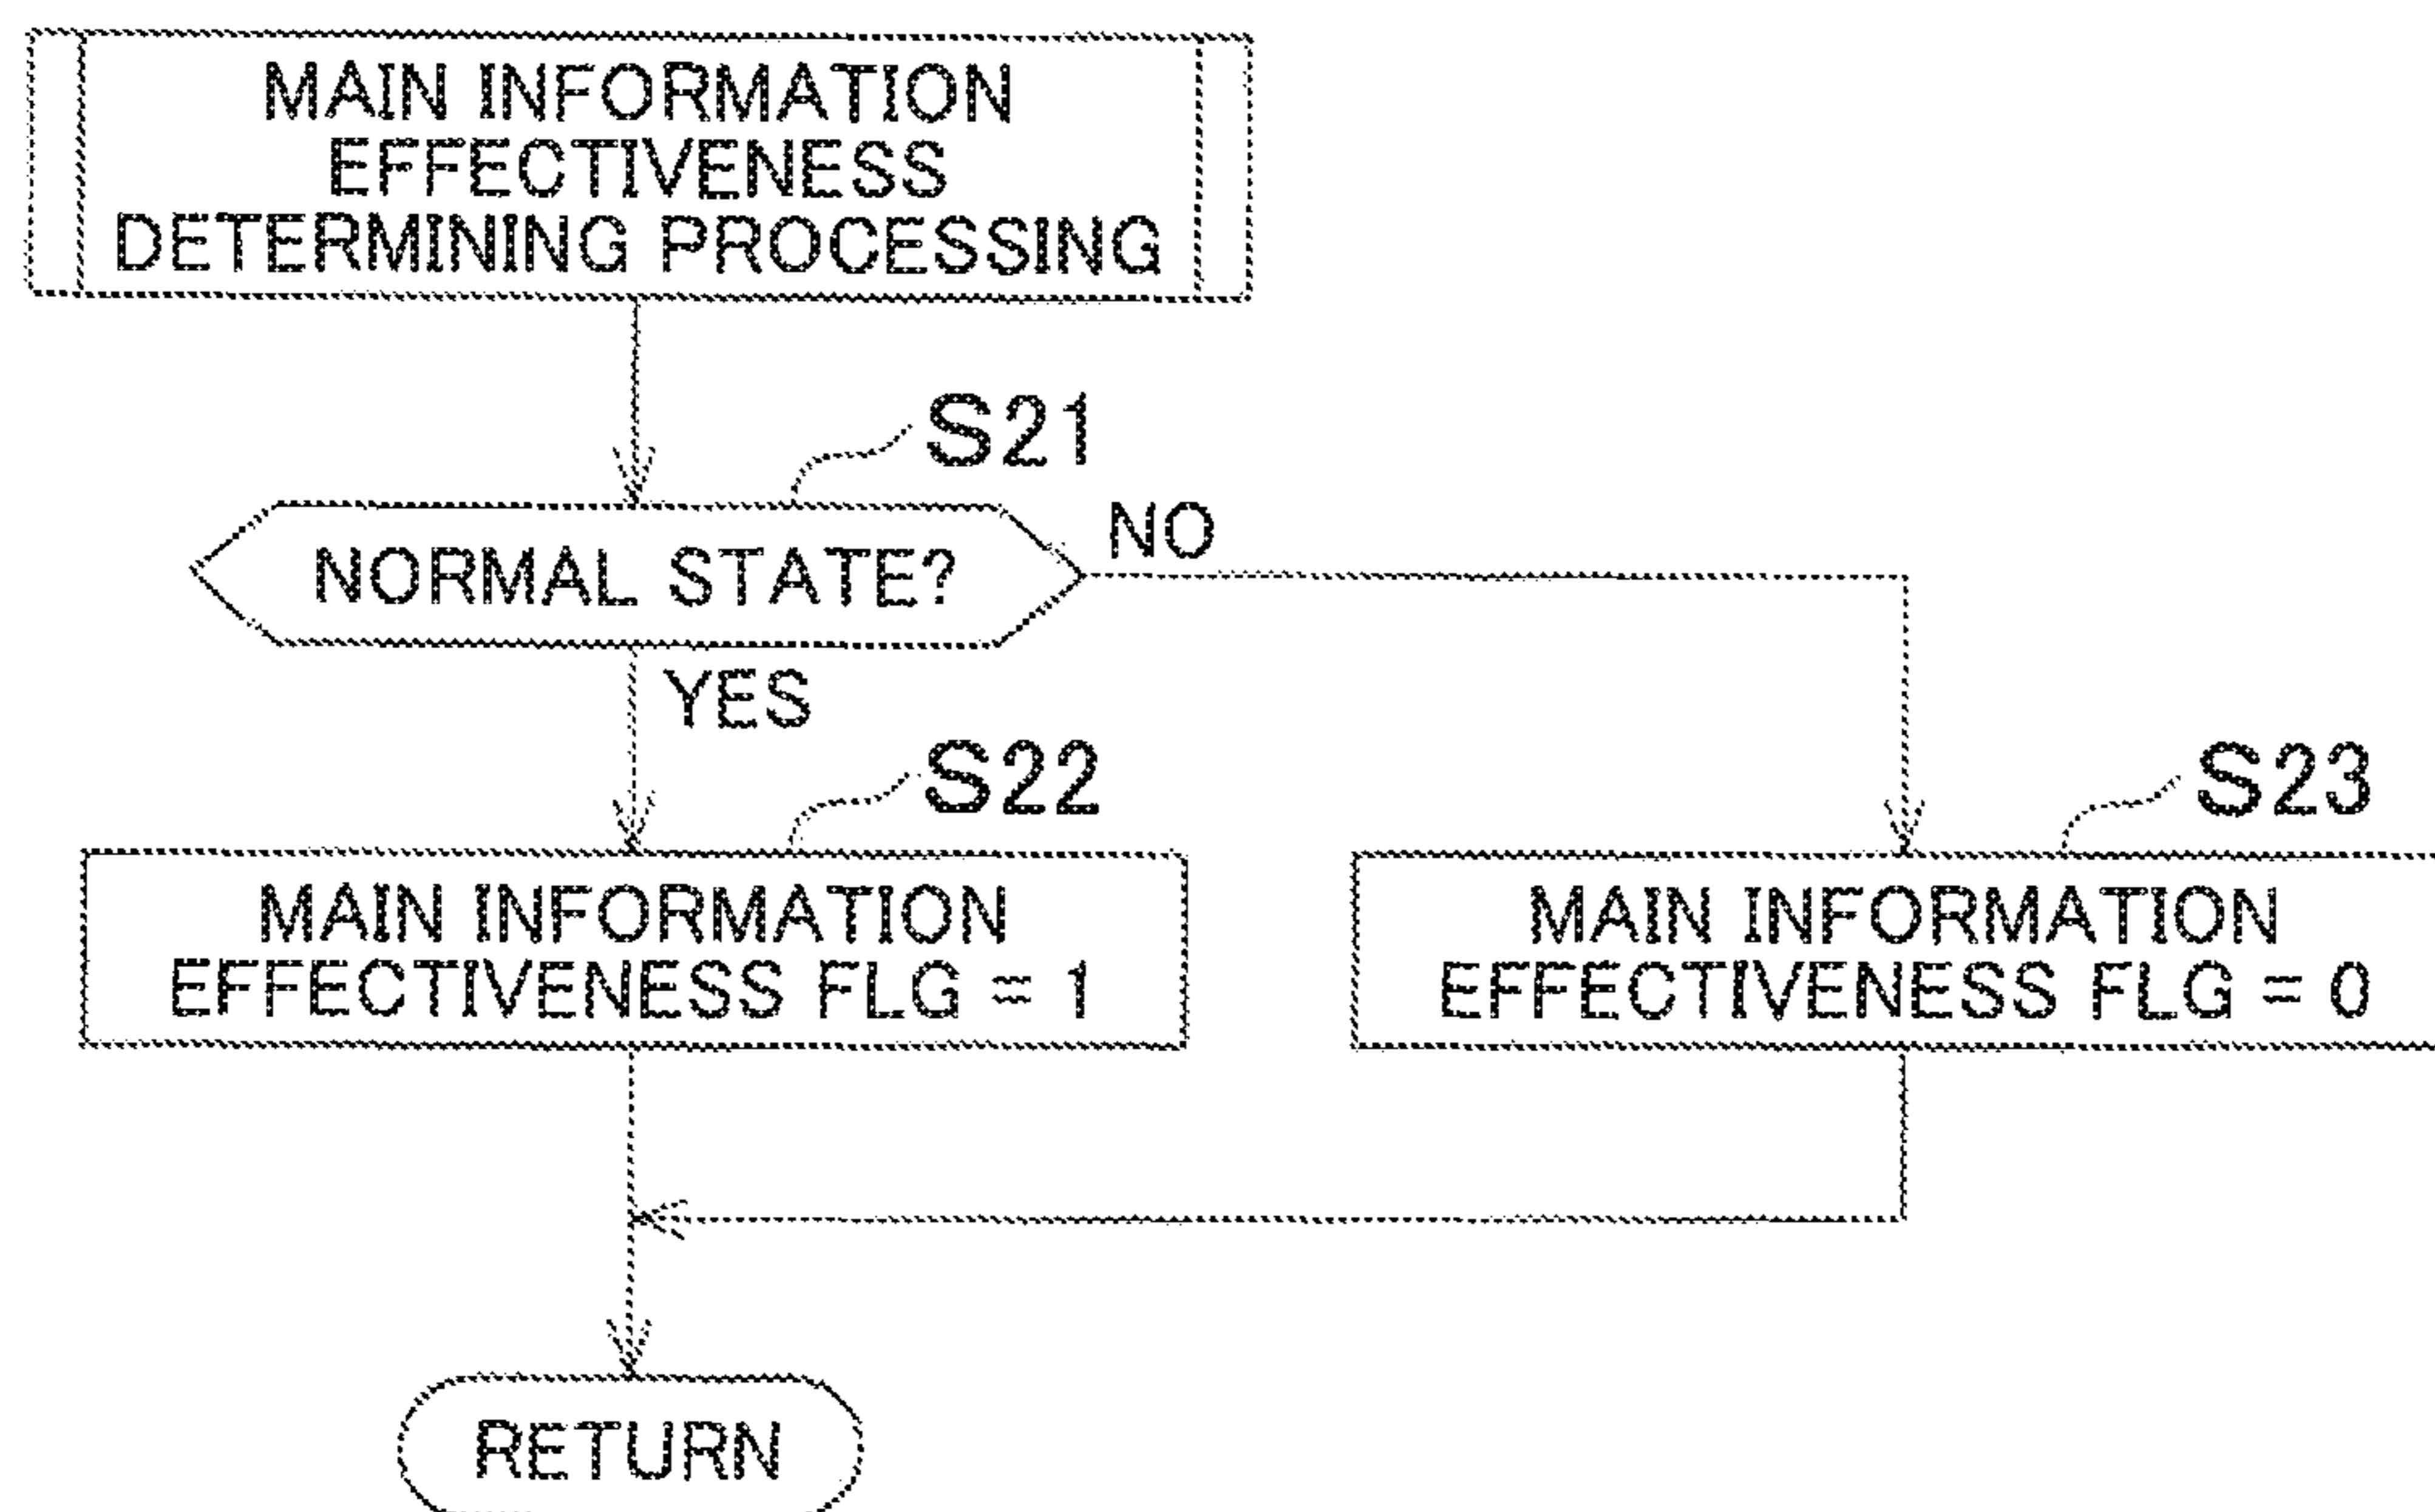 MAIN INFORMATION
EFFECTIVENESS
DETERMINING PROCESSING
S21
NORMAL STATE?
NO
YES
S22
S23
MAIN INFORMATION
EFFECTIVENESS FLG = 1
MAIN INFORMATION
EFFECTIVENESS FLG = 0
RETURN